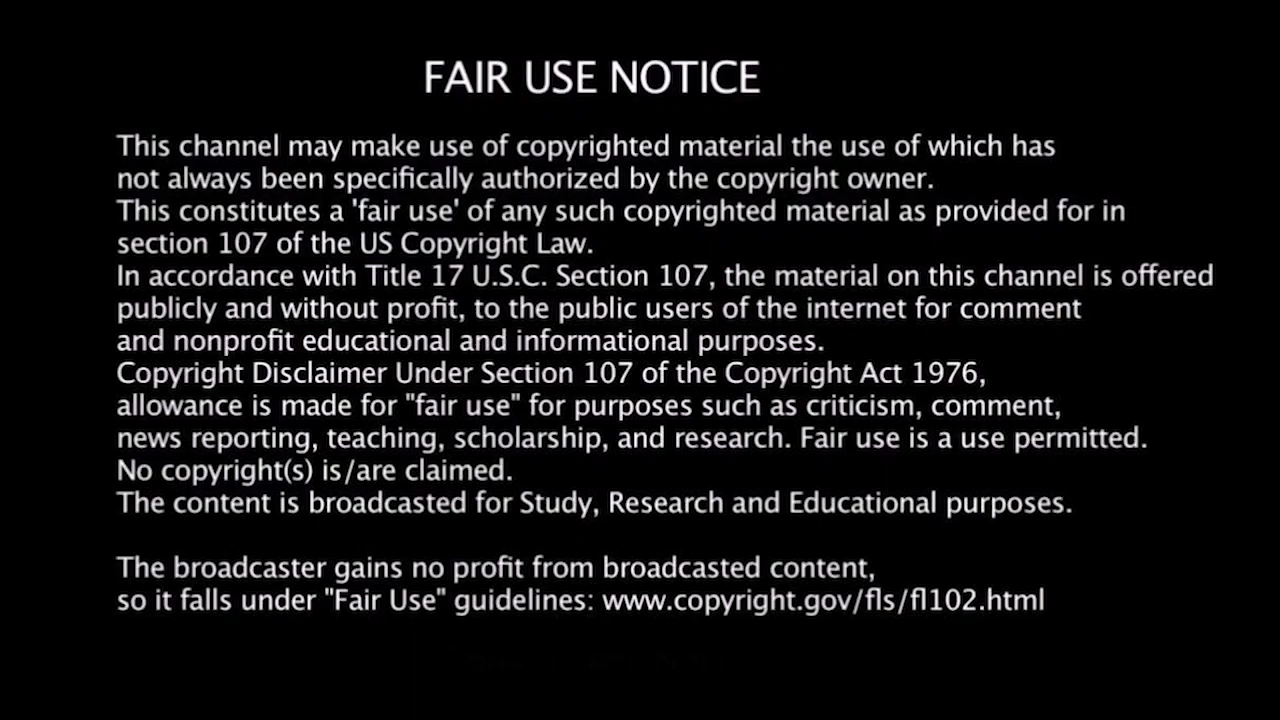 FAIR USE NOTICE
This channel may make use of copyrighted material the use of which has
not always been specifically authorized by the copyright owner.
This constitutes a 'fair use' of any such copyrighted material as provided for in
section 107 of the US Copyright Law.
In accordance with Title 17 U.S.C. Section 107, the material on this channel is offered
publicly and without profit, to the public users of the internet for comment
and nonprofit educational and informational purposes.
Copyright Disclaimer Under Section 107 of the Copyright Act 1976,
allowance is made for "fair use" for purposes such as criticism, comment,
news reporting, teaching, scholarship, and research. Fair use is a use permitted.
No copyright(s) is/are claimed.
The content is broadcasted for Study, Research and Educational purposes.
The broadcaster gains no profit from broadcasted content,
so it falls under "Fair Use" guidelines: www.copyright.gov/fls/fl102.html